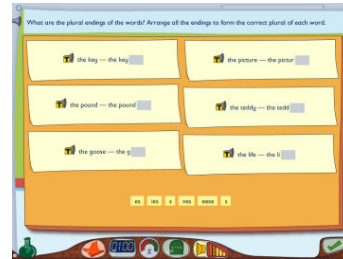 What are the plural endings of the words? Arrange all the endings to form the correct plural of each word.
the key — the key
the picture — the pictur
the pound — the pound
the teddy — the tedd
the goose — the g
the life — the li
es ies s ves eese s
01:00